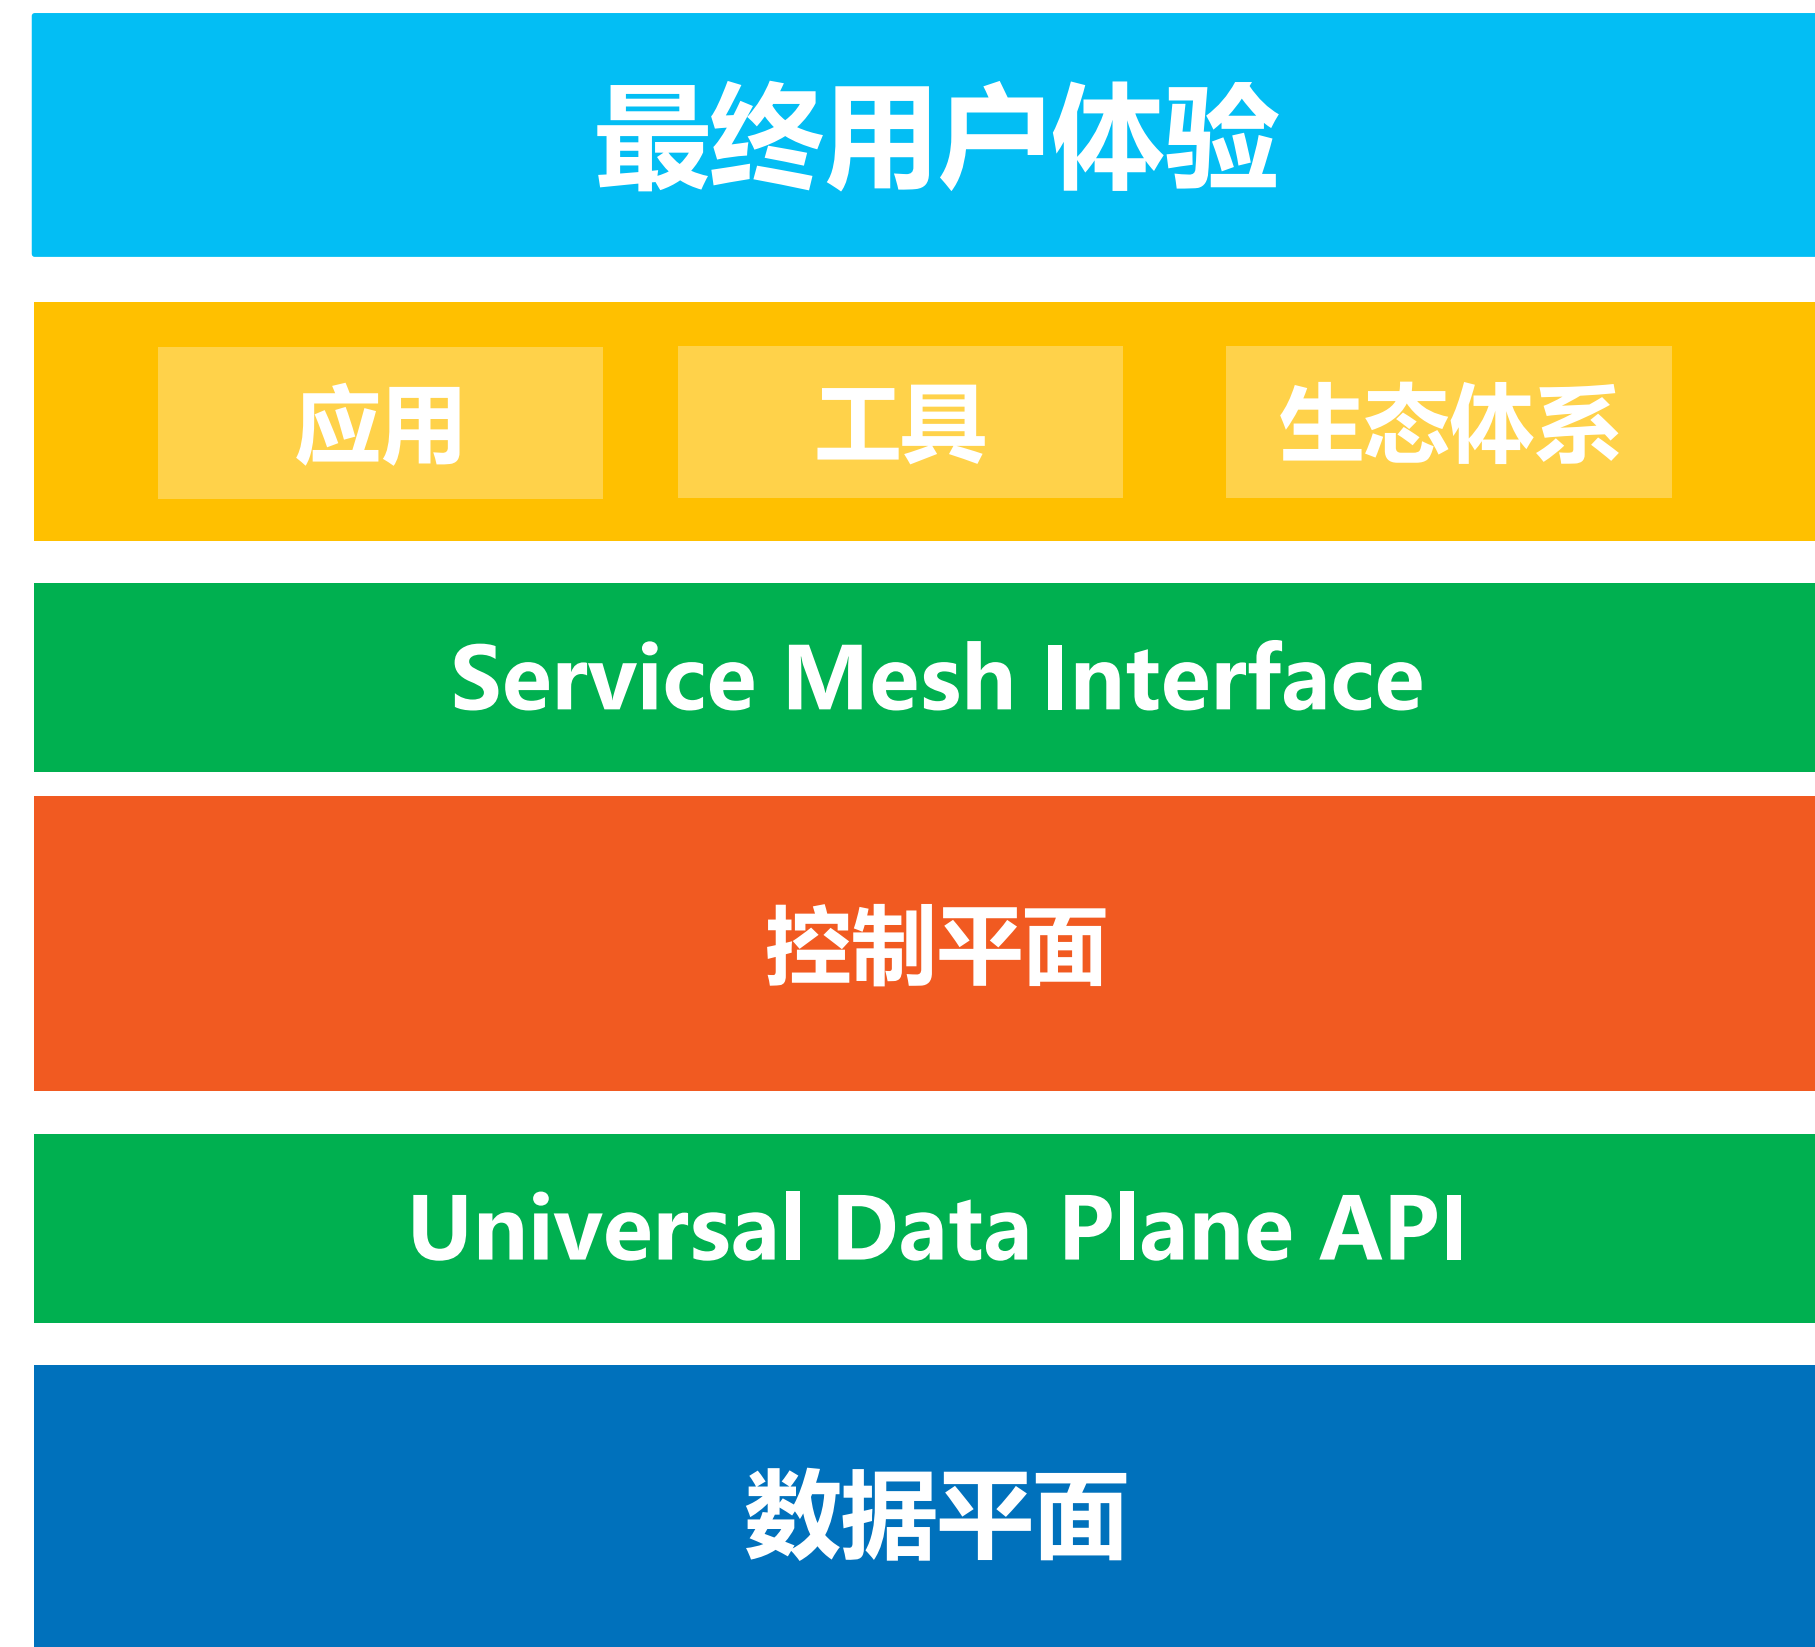 最终用户体验
应用
工具
生态体系
Service Mesh Interface
控制平面
Universal Data Plane API
数据平面